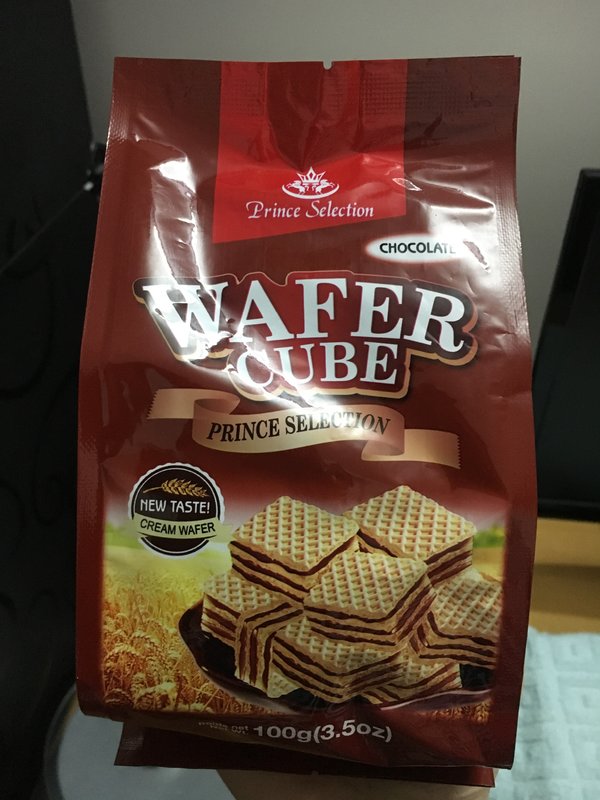 Prince Selection
CHOCOLATE
WAFER
CUBE
PRINCE SELECTION
NEW TASTE!
CREAM WAFER
100g(3.5oz)